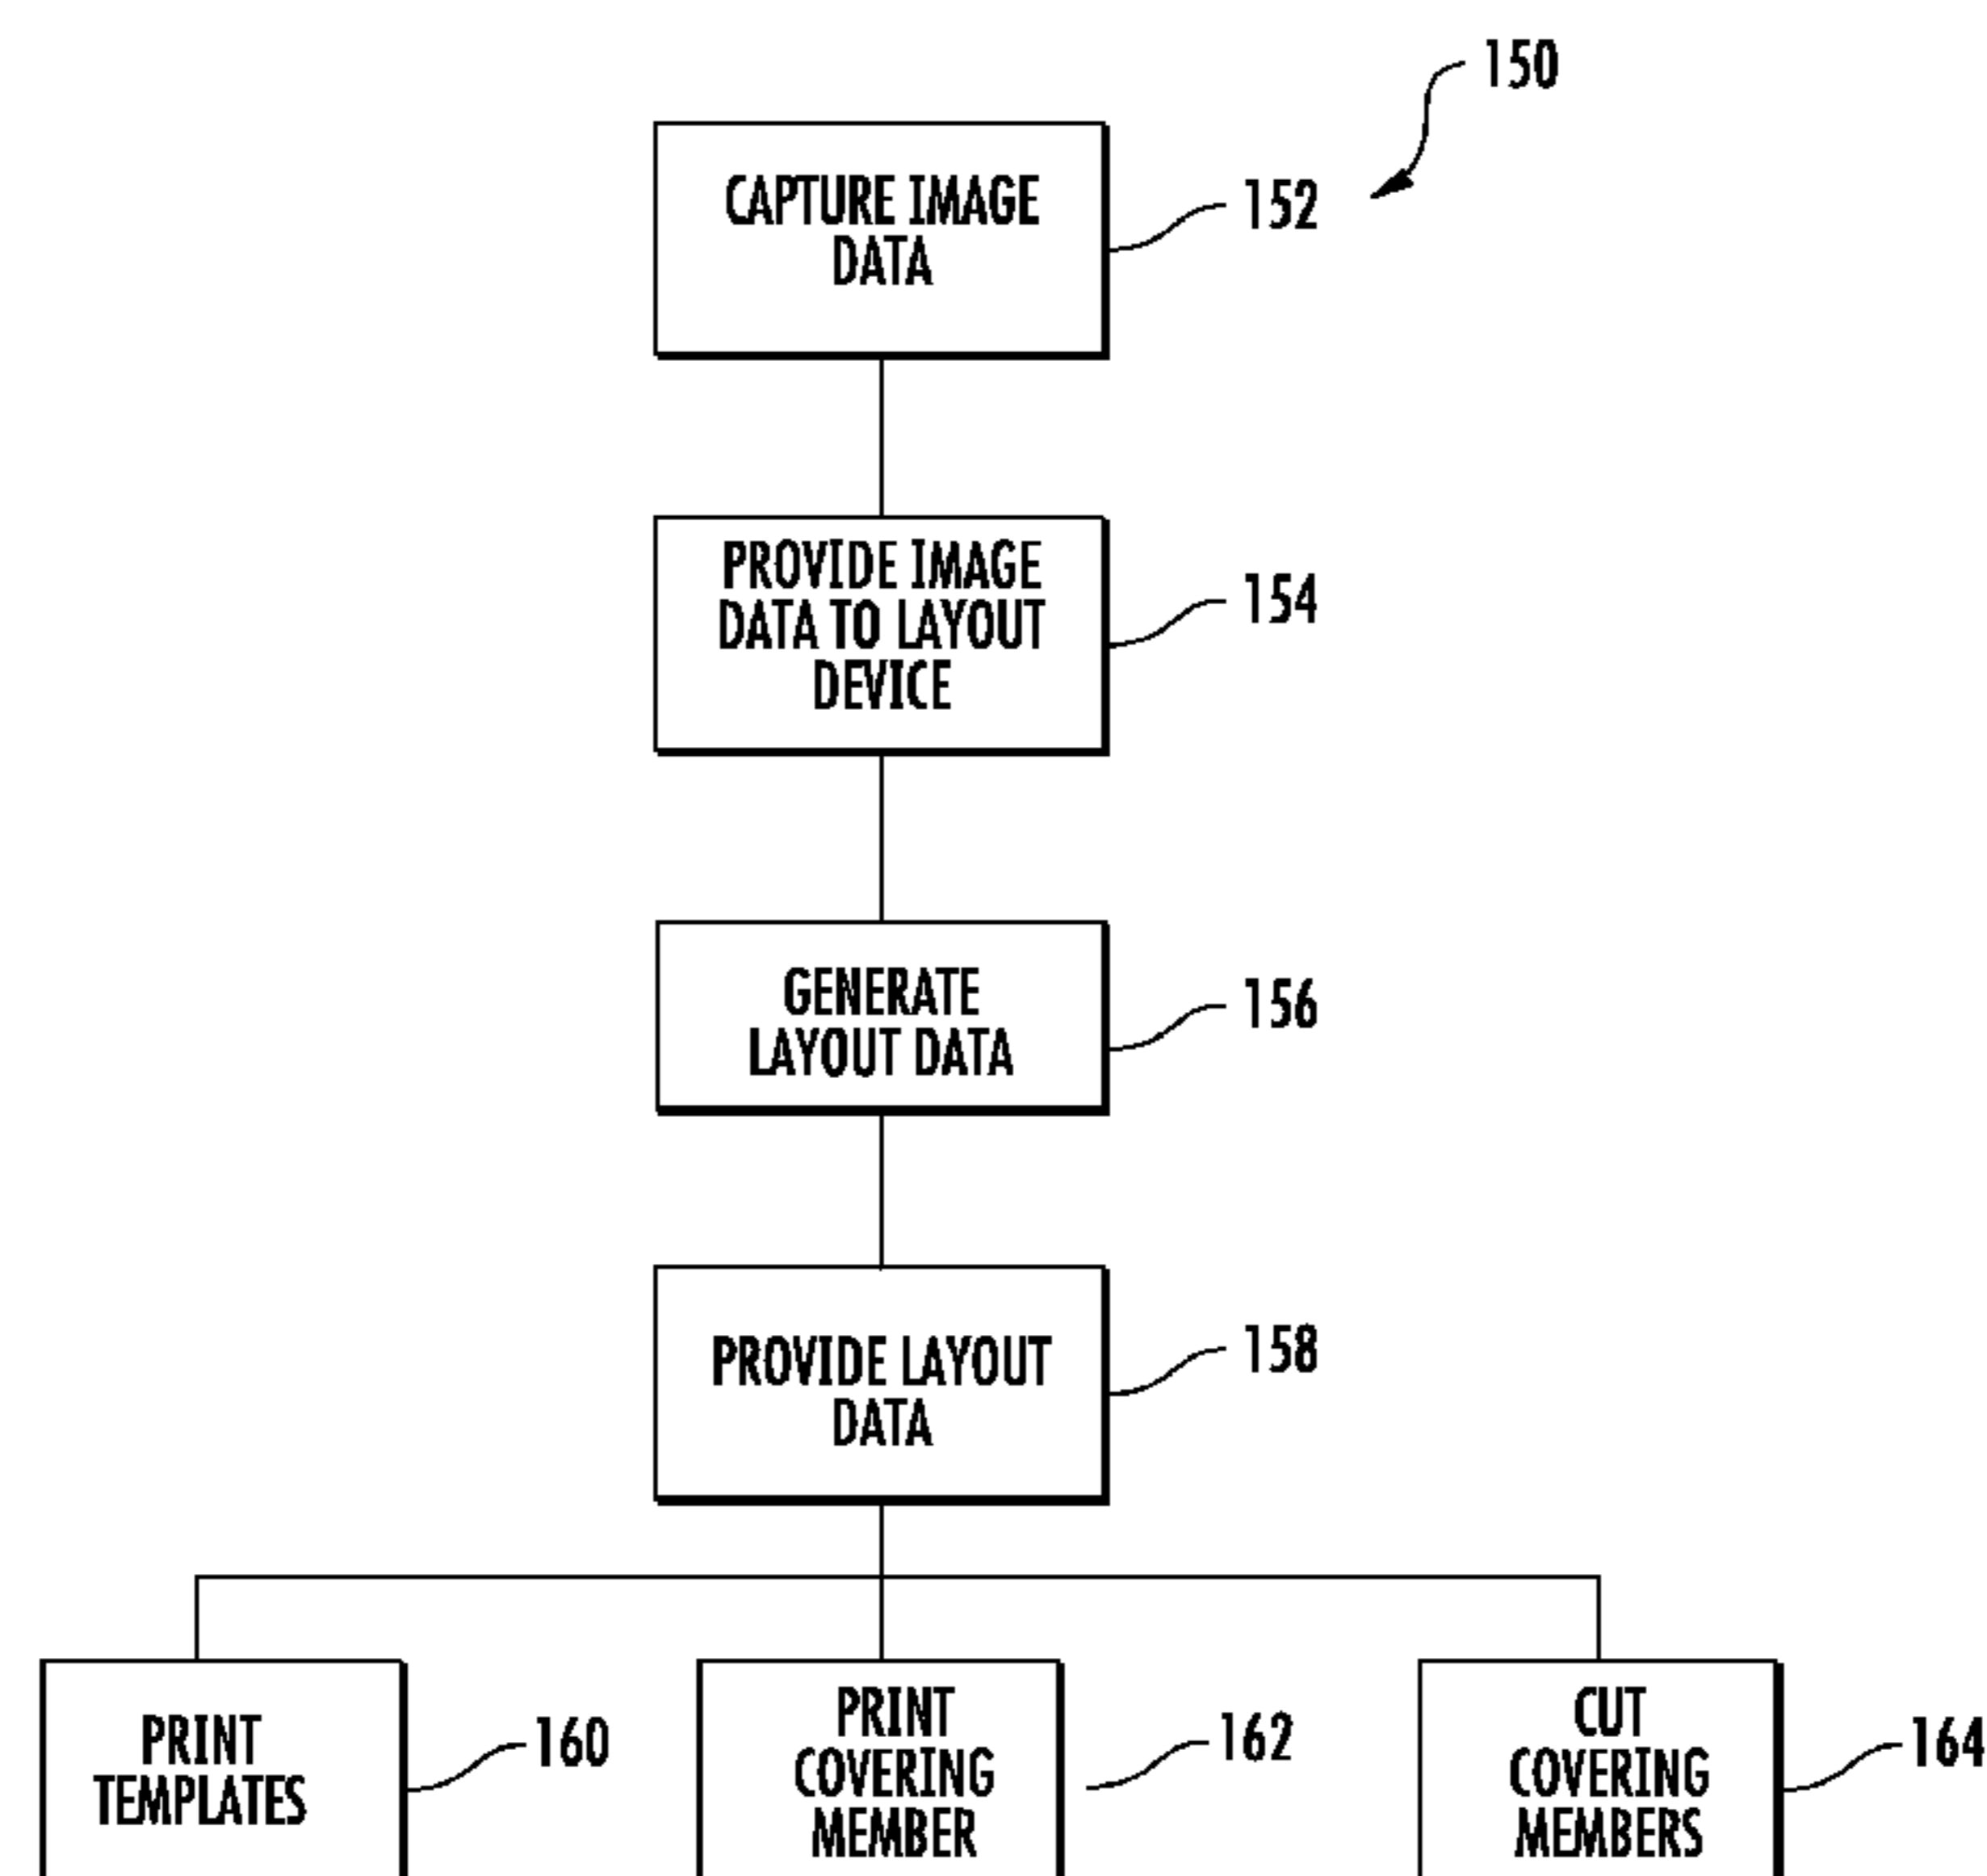 150
CAPTURE IMAGE
DATA
152
PROVIDE IMAGE
DATA TO LAYOUT
DEVICE
154
GENERATE
LAYOUT DATA
156
PROVIDE LAYOUT
DATA
158
PRINT
TEMPLATES
160
PRINT
COVERING
MEMBER
162
CUT
COVERING
MEMBERS
164